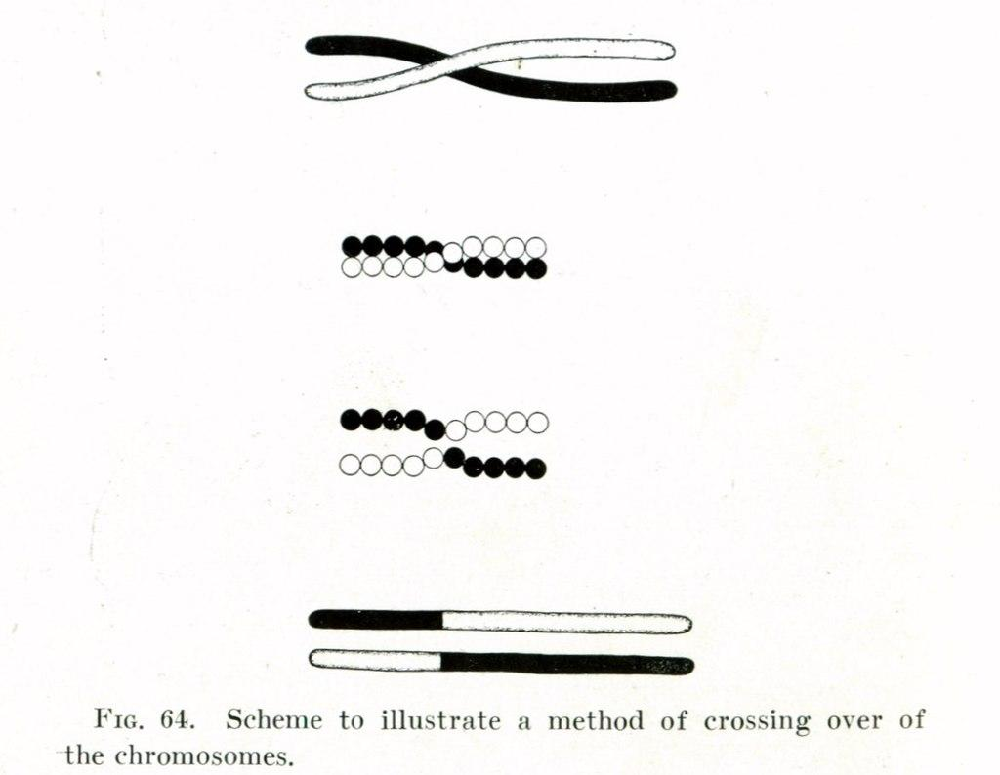 Fig. 64. Scheme to illustrate a method of crossing over of
the chromosomes.